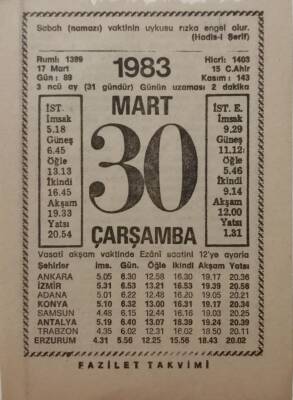 Sabah (namazı) vaktinin uykusu rızka engel olur.
(Hadis-i Şerif)
Rumi: 1389
17 Mart
Gün: 89
1983
Hicri: 1403
15 C.Ahir
Kasım: 143
3 ncü ay (31 gündür) Günün uzaması 2 dakika
MART
30
ÇARŞAMBA
İST.
İmsak
5.18
Güneş
6.45
Öğle
13.13
İkindi
16.45
Akşam
19.33
Yatsı
20.54
İST. E.
İmsak
9.29
Güneş
11.12
Öğle
5.46
İkindi
9.14
Akşam
12.00
Yatsı
1.31
Vasati akşam vaktinde Ezâni saatini 12'ye ayarla
Şehirler İms. Gün. Öğle İkindi Akşam Yatsı
ANKARA 5.05 6.30 12.58 16.30 19.17 20.36
İZMİR 5.31 6.53 13.21 16.53 19.39 20.56
ADANA 5.01 6.22 12.48 16.20 19.05 20.21
KONYA 5.10 6.32 13.00 16.31 19.17 20.34
SAMSUN 4.48 6.15 12.44 16.16 19.03 20.24
ANTALYA 5.19 6.40 13.07 16.39 19.24 20.39
TRABZON 4.35 6.02 12.31 16.02 18.50 20.11
ERZURUM 4.31 5.56 12.25 15.56 18.43 20.02
FAZİLET TAKVİMİ